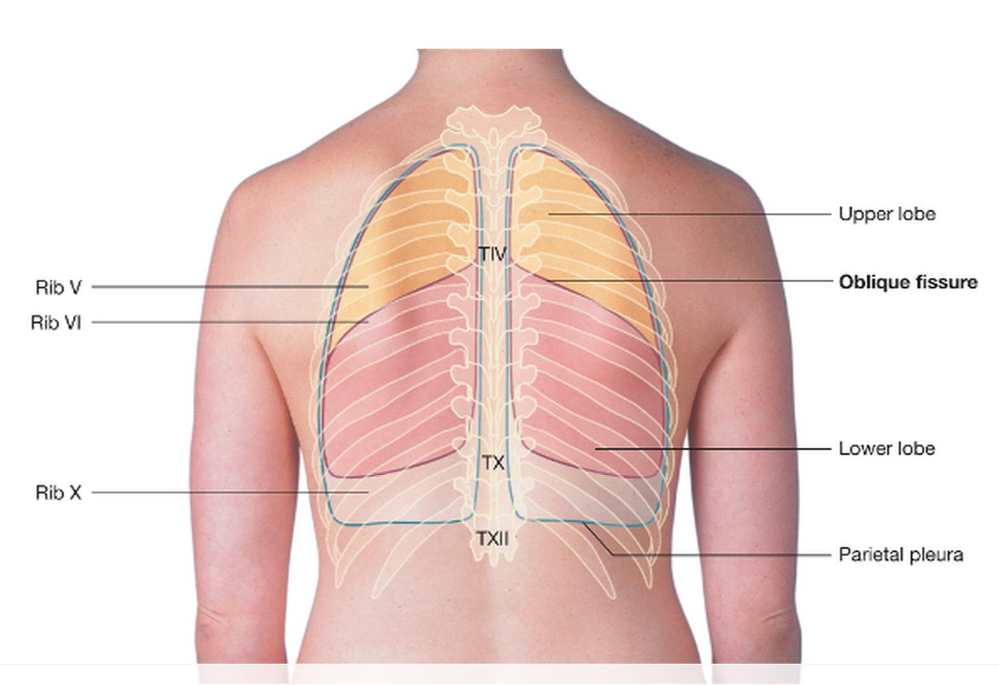 Upper lobe
TIV
Rib V
Oblique fissure
Rib VI
Lower lobe
TX
Rib X
TXII
Parietal pleura